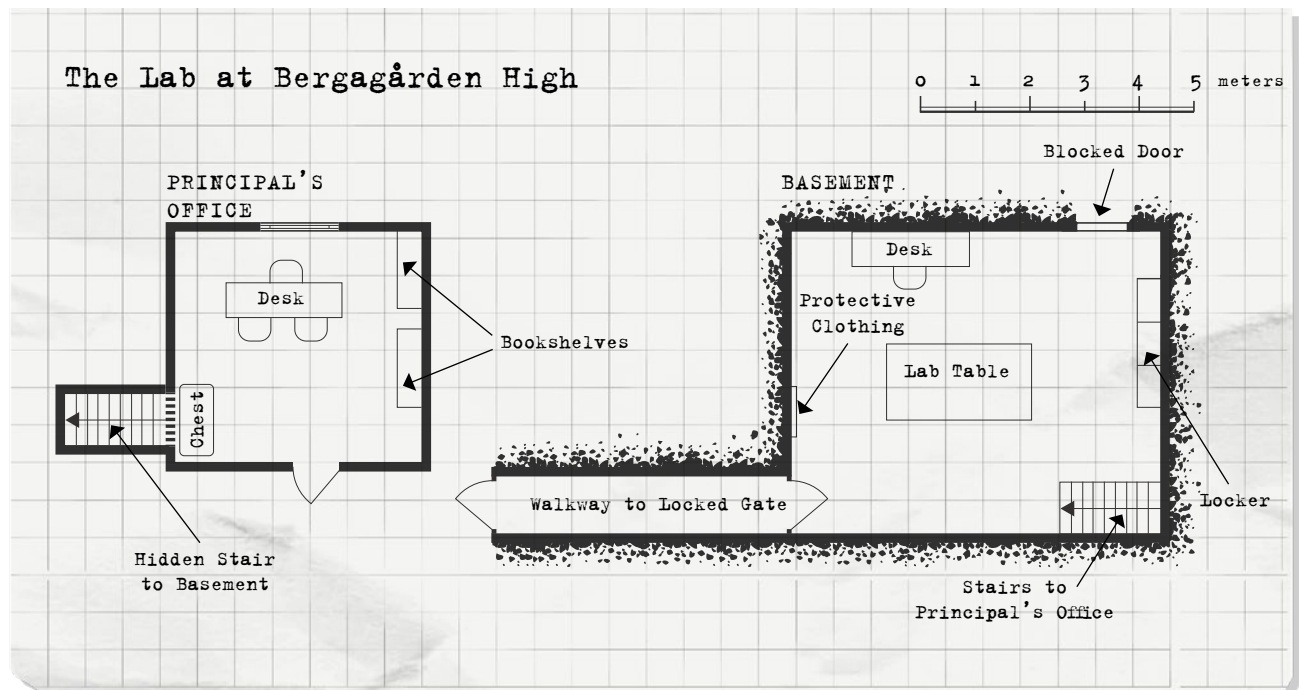 The Lab at Bergagården High
0 1 2 3 4 5 meters
Blocked Door
PRINCIPAL'S
OFFICE
BASEMENT
Desk
Desk
Protective
Clothing
Bookshelves
Lab Table
Chest
Locker
Walkway to Locked Gate
Hidden Stair
to Basement
Stairs to
Principal's Office